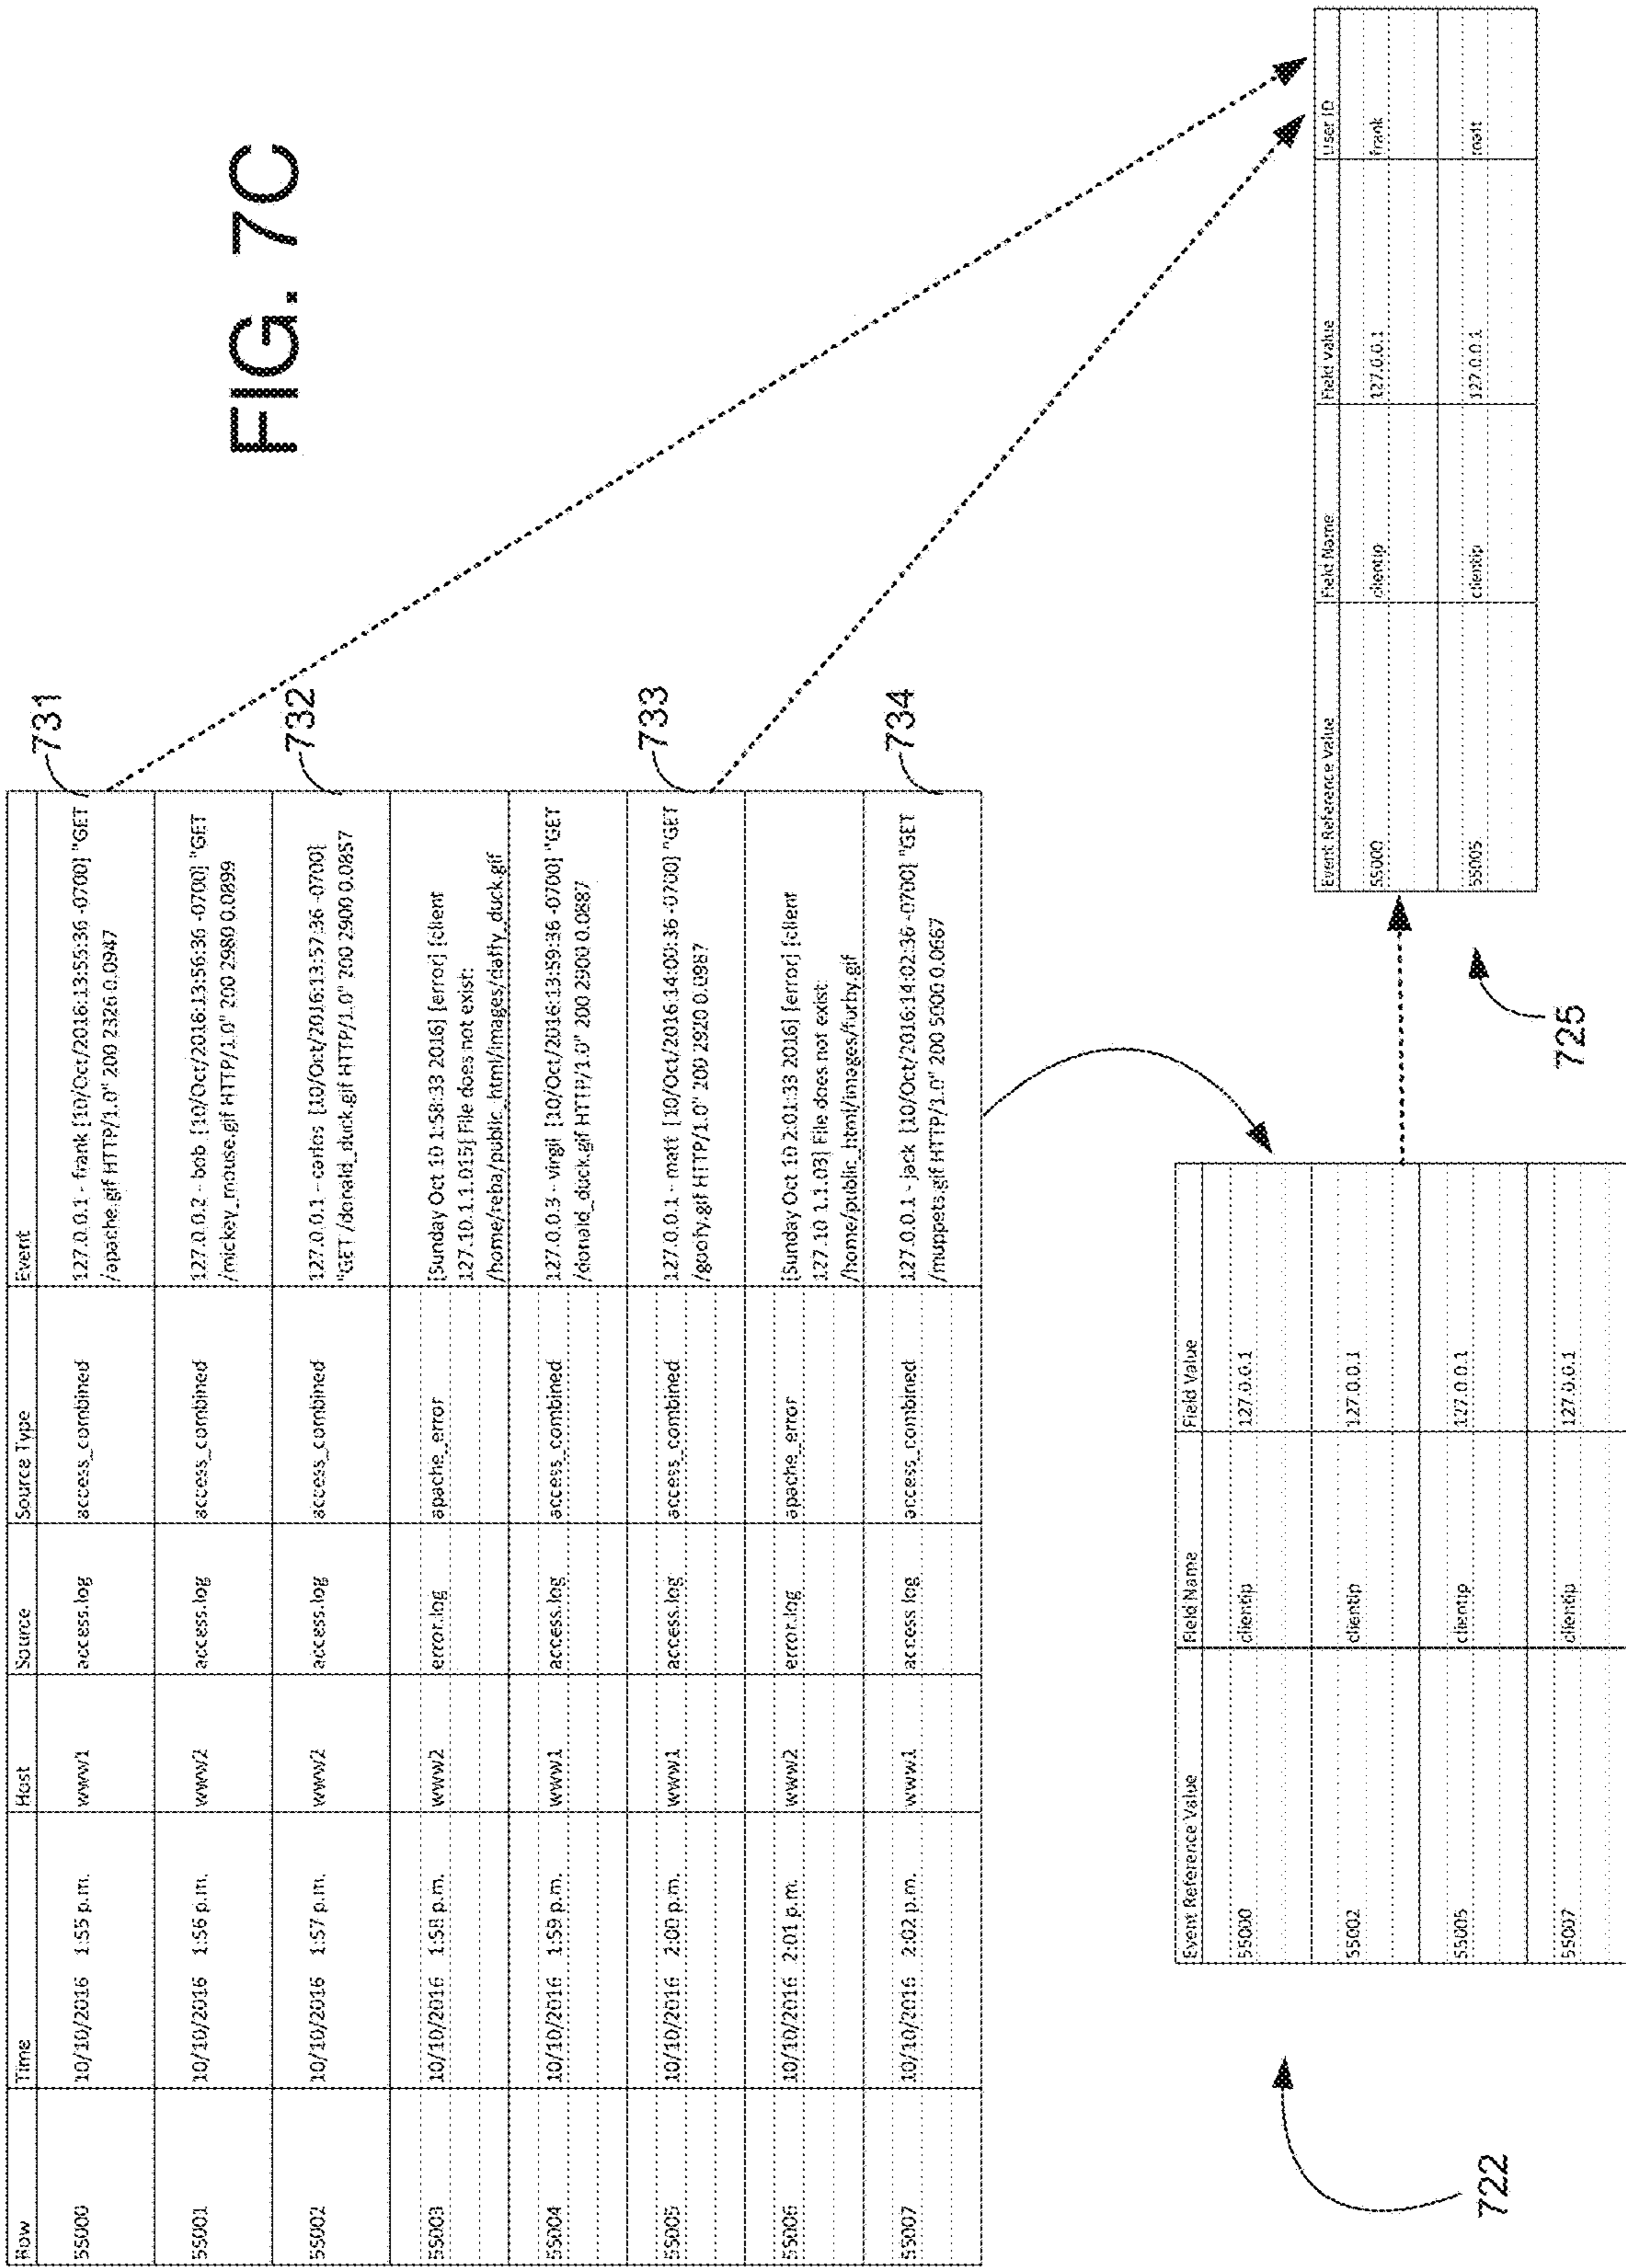 FIG. 7C
Row Time Host Source Source Type Event
55000 10/10/2016 1:55 p.m. www1 access.log access_combined 127.0.0.1 - frank [10/Oct/2016:13:55:36 -0700] "GET
/apache.gif HTTP/1.0" 200 2326 0.0947
731
55001 10/10/2016 1:56 p.m. www2 access.log access_combined 127.0.0.2 - bob [10/Oct/2016:13:56:36 -0700] "GET
/mickey_mouse.gif HTTP/1.0" 200 2980 0.0899
55002 10/10/2016 1:57 p.m. www2 access.log access_combined 127.0.0.1 - carlos [10/Oct/2016:13:57:36 -0700]
"GET /donald_duck.gif HTTP/1.0" 200 2900 0.0857
732
55003 10/10/2016 1:58 p.m. www2 error.log apache_error [Sunday Oct 10 1:58:33 2016] [error] [client
127.10.1.1.015] File does not exist:
/home/reba/public_html/images/daffy_duck.gif
55004 10/10/2016 1:59 p.m. www1 access.log access_combined 127.0.0.3 - virgil [10/Oct/2016:13:59:36 -0700] "GET
/donald_duck.gif HTTP/1.0" 200 2900 0.0887
55005 10/10/2016 2:00 p.m. www1 access.log access_combined 127.0.0.1 - matt [10/Oct/2016:14:00:36 -0700] "GET
/goofy.gif HTTP/1.0" 200 2920 0.0987
733
55006 10/10/2016 2:01 p.m. www2 error.log apache_error [Sunday Oct 10 2:01:33 2016] [error] [client
127.10.1.1.03] File does not exist:
/home/public_html/images/furby.gif
55007 10/10/2016 2:02 p.m. www1 access.log access_combined 127.0.0.1 - jack [10/Oct/2016:14:02:36 -0700] "GET
/muppets.gif HTTP/1.0" 200 5000 0.0667
734
722
Event Reference Value Field Name Field Value
55000 clientip 127.0.0.1
55002 clientip 127.0.0.1
55005 clientip 127.0.0.1
55007 clientip 127.0.0.1
725
Event Reference Value Field Name Field Value User ID
55000 clientip 127.0.0.1 frank
55005 clientip 127.0.0.1 matt